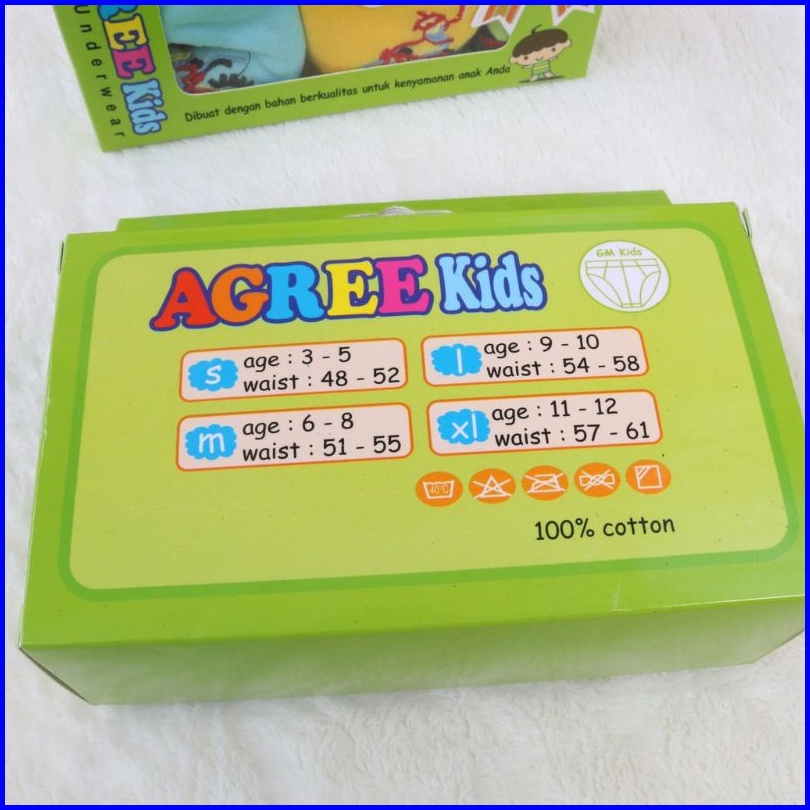 REE Kids
underwear
Dibuat dengan bahan berkualitas untuk kenyamanan anak Anda
AGREE Kids
GM Kids
s
age : 3 - 5
waist : 48 - 52
l
age : 9 - 10
waist : 54 - 58
m
age : 6 - 8
waist : 51 - 55
xl
age : 11 - 12
waist : 57 - 61
40°C
100% cotton